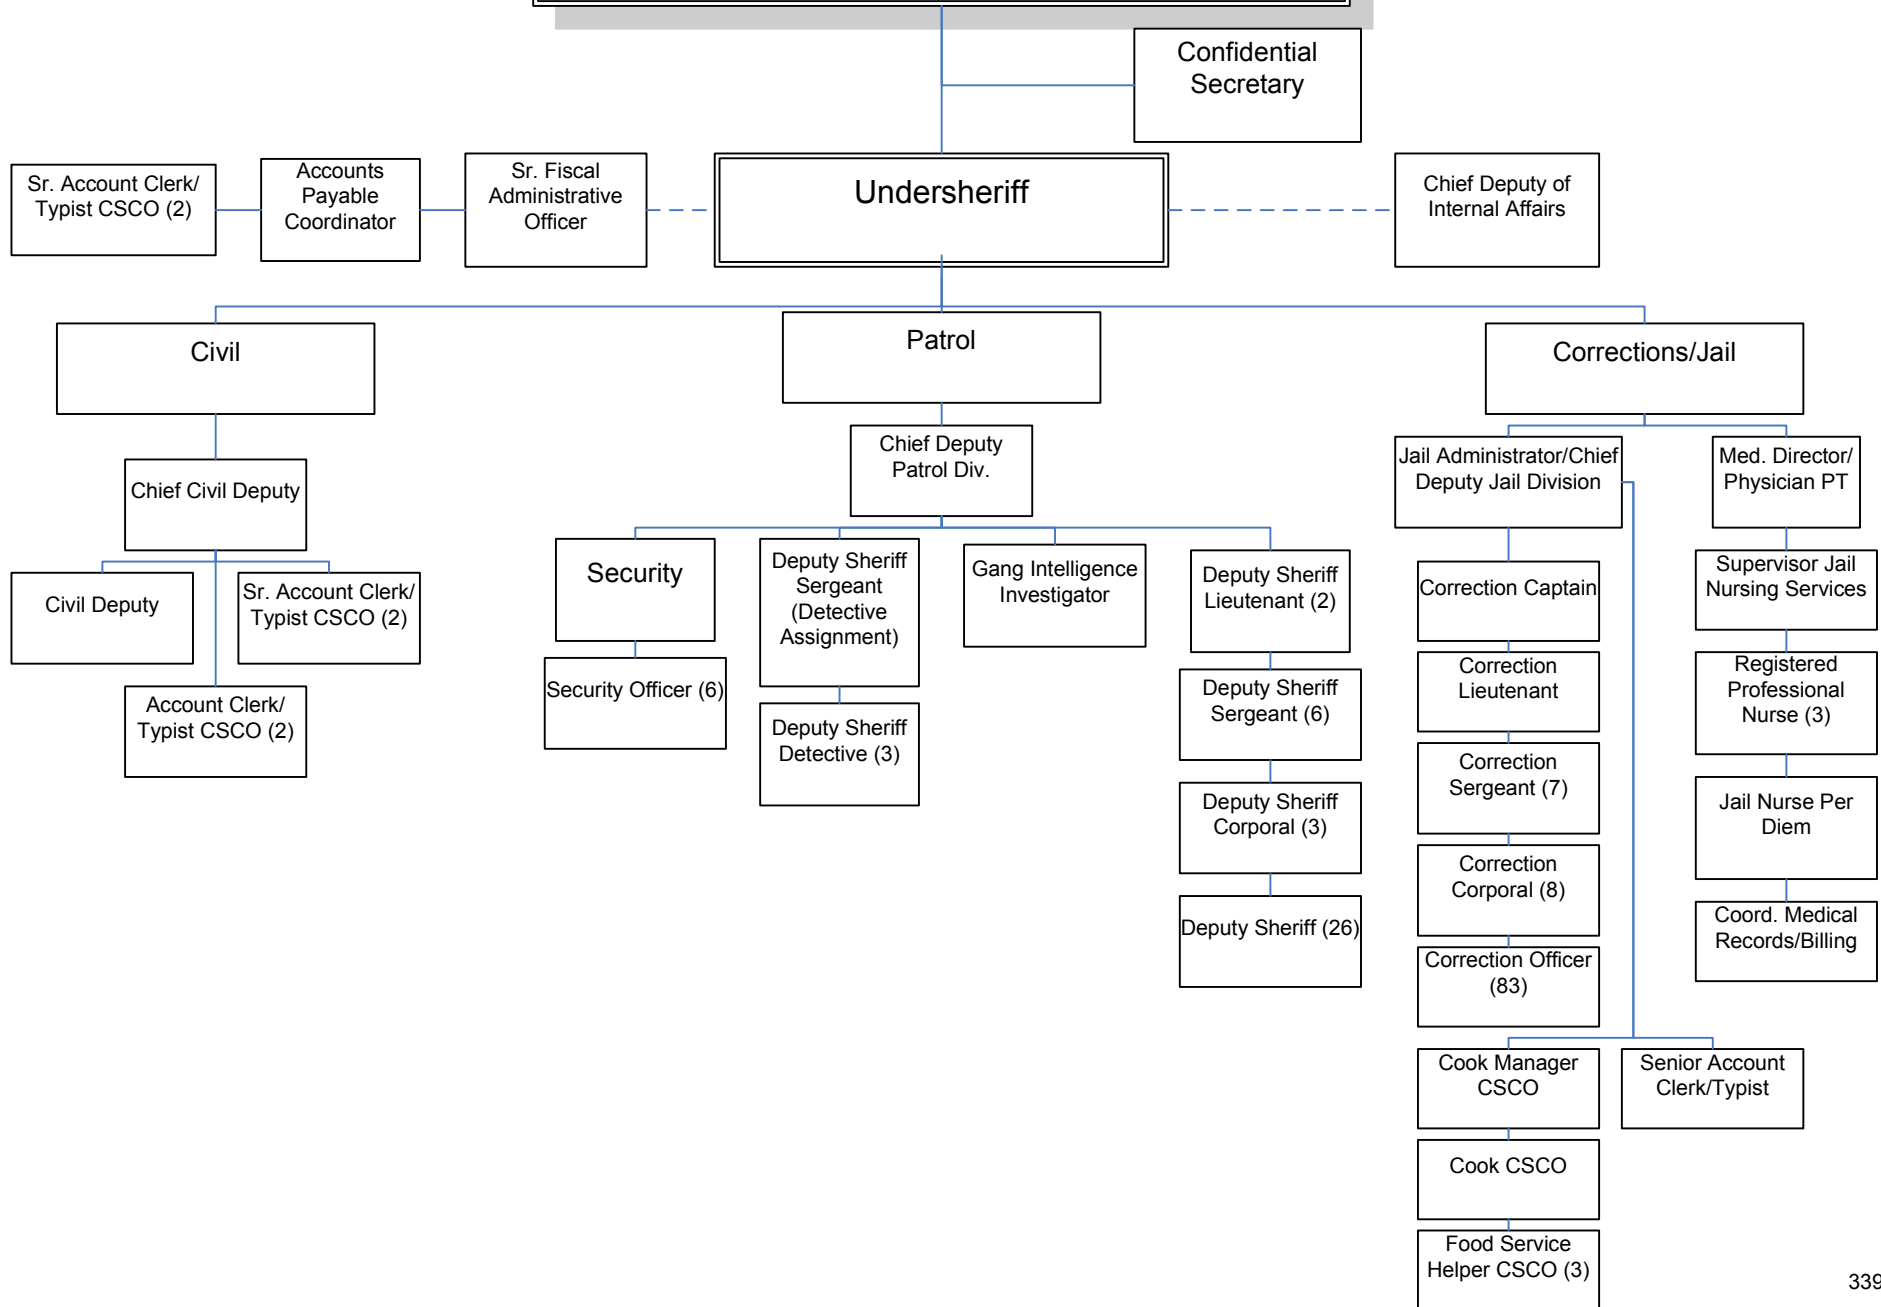 Confidential
Secretary
Sr. Account Clerk/
Typist CSCO (2)
Accounts
Payable
Coordinator
Sr. Fiscal
Administrative
Officer
Undersheriff
Chief Deputy of
Internal Affairs
Civil
Patrol
Corrections/Jail
Chief Civil Deputy
Civil Deputy
Sr. Account Clerk/
Typist CSCO (2)
Account Clerk/
Typist CSCO (2)
Chief Deputy
Patrol Div.
Security
Security Officer (6)
Deputy Sheriff
Sergeant
(Detective
Assignment)
Deputy Sheriff
Detective (3)
Gang Intelligence
Investigator
Deputy Sheriff
Lieutenant (2)
Deputy Sheriff
Sergeant (6)
Deputy Sheriff
Corporal (3)
Deputy Sheriff (26)
Jail Administrator/Chief
Deputy Jail Division
Correction Captain
Correction
Lieutenant
Correction
Sergeant (7)
Correction
Corporal (8)
Correction Officer
(83)
Cook Manager
CSCO
Cook CSCO
Food Service
Helper CSCO (3)
Senior Account
Clerk/Typist
Med. Director/
Physician PT
Supervisor Jail
Nursing Services
Registered
Professional
Nurse (3)
Jail Nurse Per
Diem
Coord. Medical
Records/Billing
339